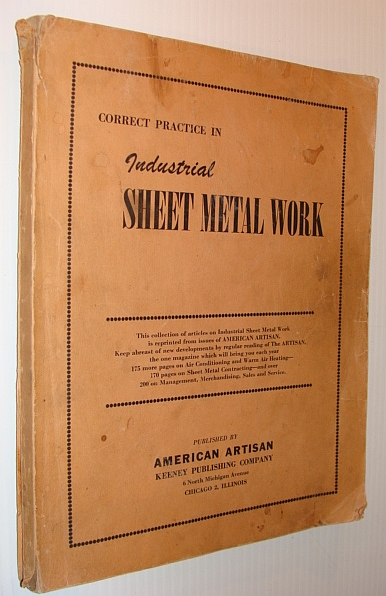 CORRECT PRACTICE IN
Industrial
SHEET METAL WORK
This collection of articles on Industrial Sheet Metal Work
is reprinted from issues of AMERICAN ARTISAN.
Keep abreast of new developments by regular reading of The ARTISAN,
the one magazine which will bring you each year
175 more pages on Air Conditioning and Warm Air Heating—
170 pages on Sheet Metal Contracting—and over
200 on Management, Merchandising, Sales and Service.
PUBLISHED BY
AMERICAN ARTISAN
KEENEY PUBLISHING COMPANY
6 North Michigan Avenue
CHICAGO 2, ILLINOIS